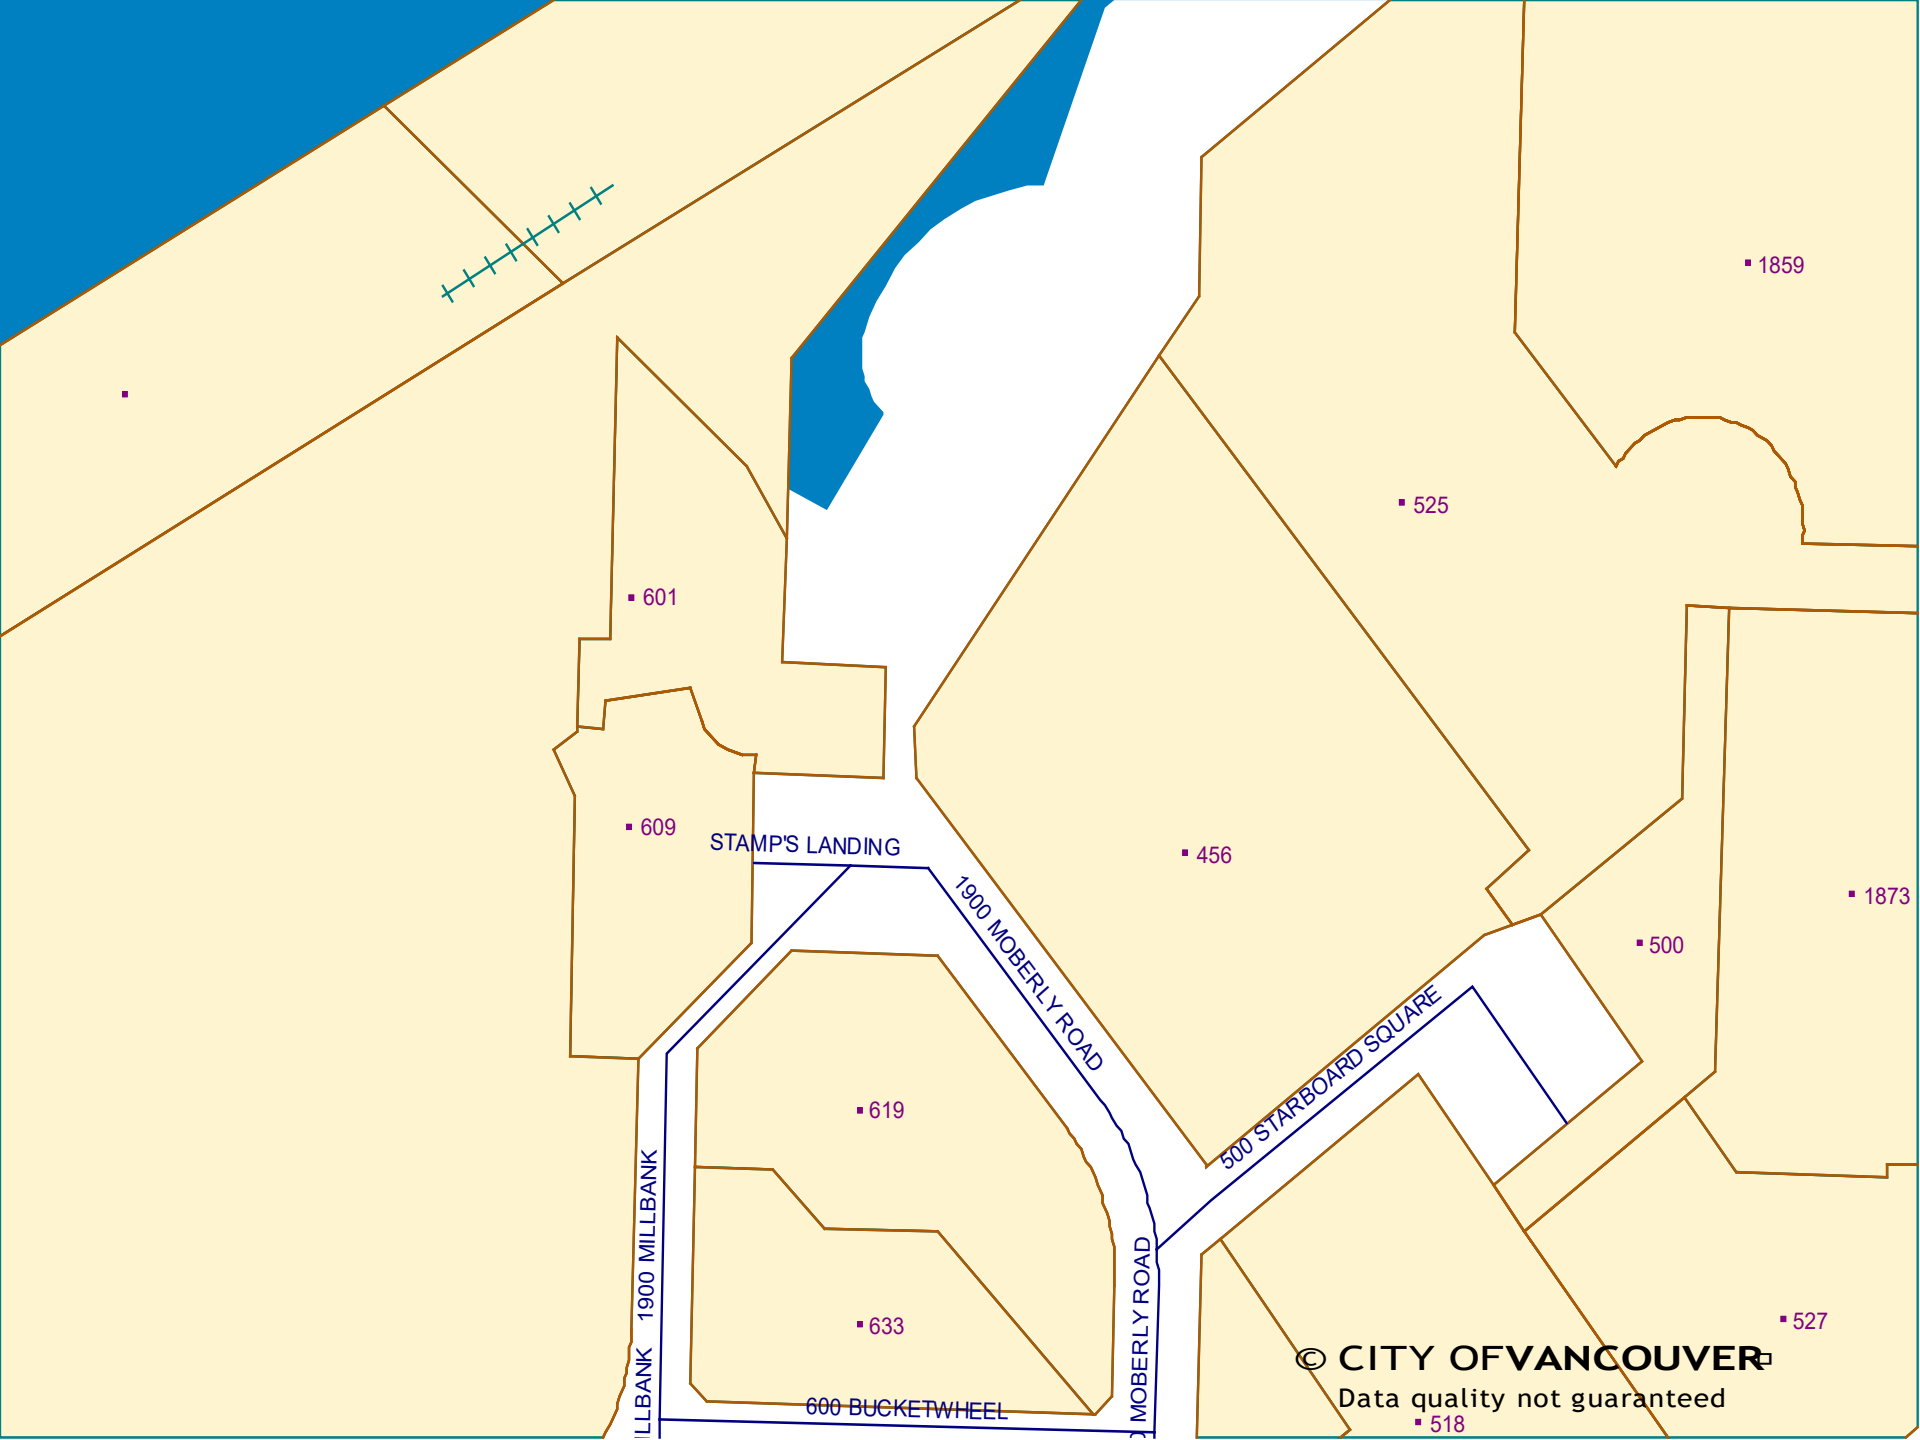 1859
525
601
609
STAMP'S LANDING
456
1900 MOBERLY ROAD
1873
500
500 STARBOARD SQUARE
619
1900 MILLBANK
MOBERLY ROAD
633
527
ILLBANK
600 BUCKETWHEEL
© CITY OF VANCOUVER
Data quality not guaranteed
518